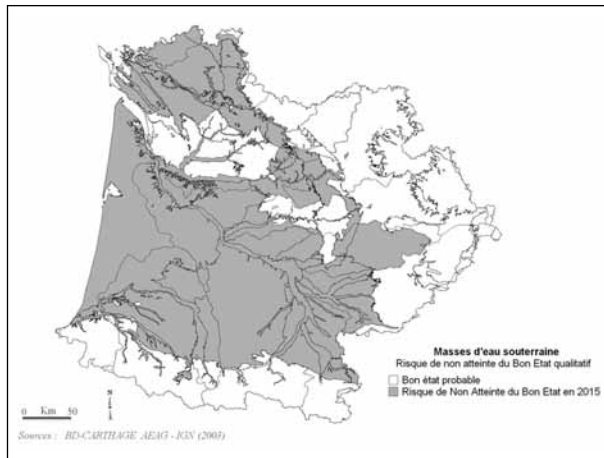 Masses d'eau souterraine
Risque de non atteinte du Bon Etat qualitatif
Bon état probable
Risque de Non Atteinte du Bon Etat en 2015
0 Km 50
Sources : BD-CARTHAGE AEAG - IGN (2003)